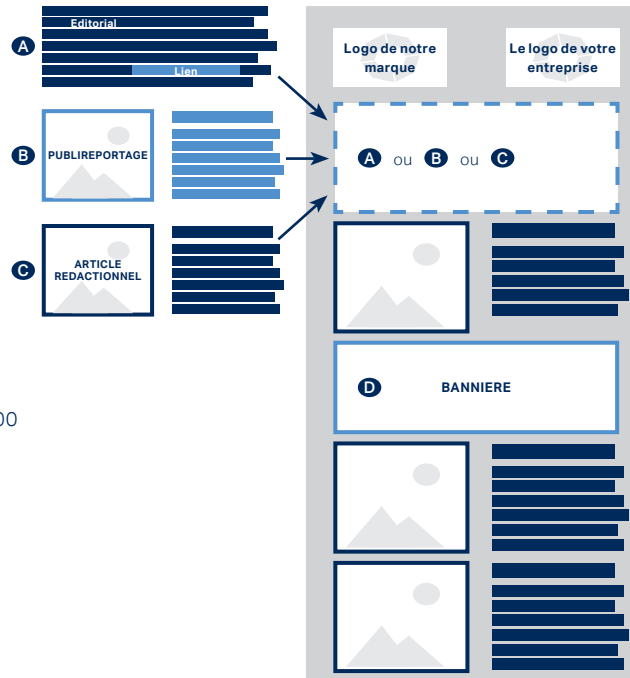 A
Editorial
Lien
B
PUBLIREPORTAGE
C
ARTICLE
REDACTIONNEL
00
Logo de notre
marque
Le logo de votre
entreprise
A ou B ou C
D
BANNIERE